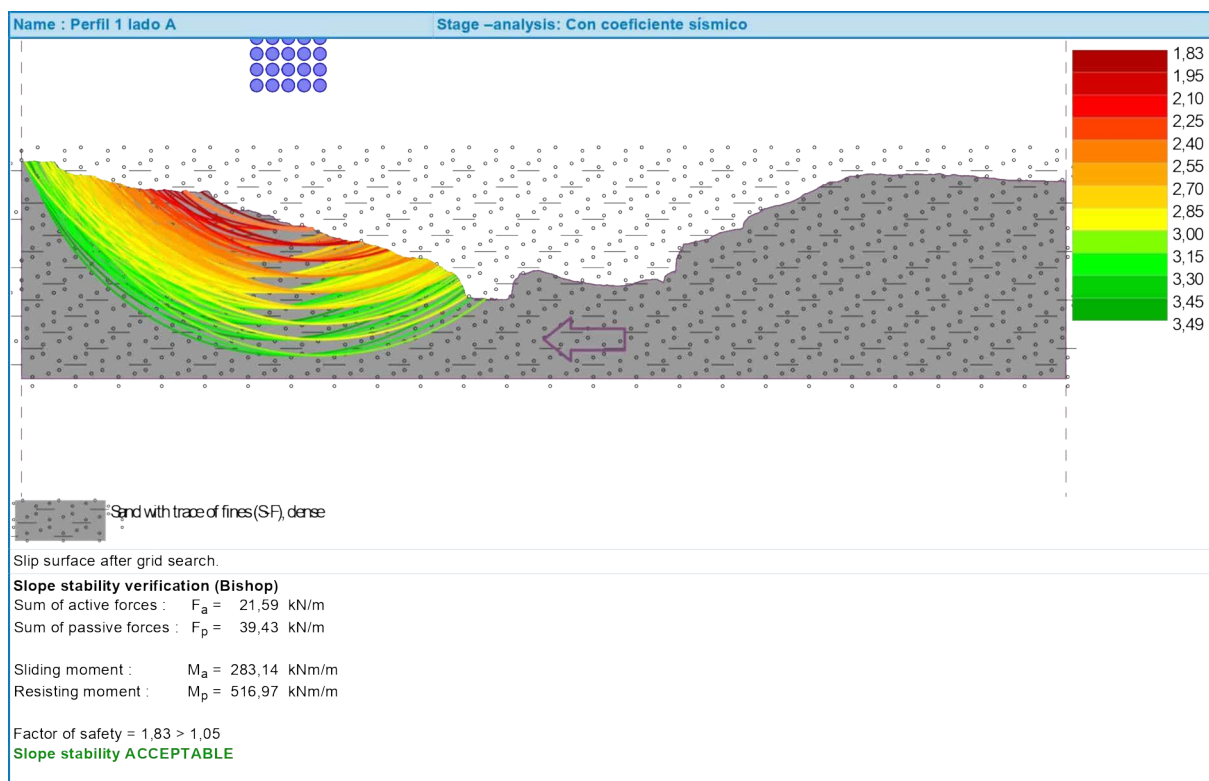 Name : Perfil 1 lado A
Stage –analysis: Con coeficiente sísmico
1,83
1,95
2,10
2,25
2,40
2,55
2,70
2,85
3,00
3,15
3,30
3,45
3,49
Sand with trace of fines (S-F), dense
Slip surface after grid search.
Slope stability verification (Bishop)
Sum of active forces : Fa = 21,59 kN/m
Sum of passive forces : Fp = 39,43 kN/m
Sliding moment : Ma = 283,14 kNm/m
Resisting moment : Mp = 516,97 kNm/m
Factor of safety = 1,83 > 1,05
Slope stability ACCEPTABLE